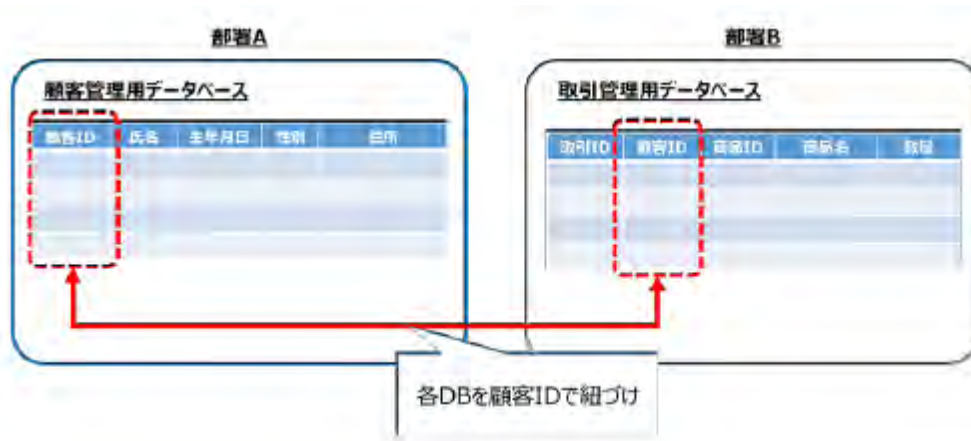 部署A
部署B
顧客管理用データベース
取引管理用データベース
顧客ID 氏名 生年月日 性別 住所
取引ID 顧客ID 商品ID 商品名 数量
各DBを顧客IDで紐づけ